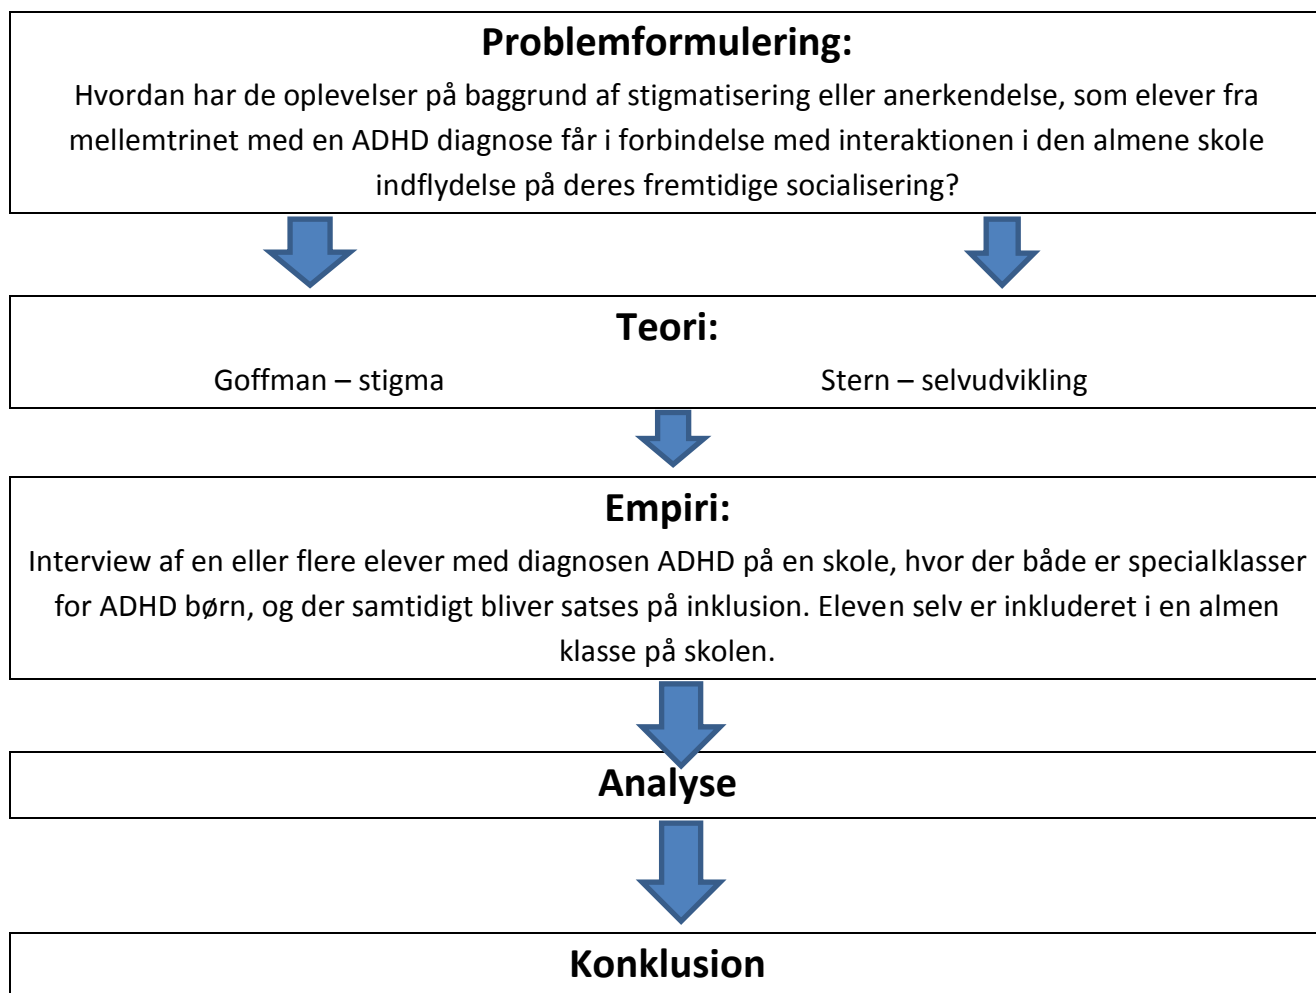 Problemformulering:
Hvordan har de oplevelser på baggrund af stigmatisering eller anerkendelse, som elever fra
mellemtrinet med en ADHD diagnose får i forbindelse med interaktionen i den almene skole
indflydelse på deres fremtidige socialisering?
Teori:
Goffman – stigma
Stern – selvudvikling
Empiri:
Interview af en eller flere elever med diagnosen ADHD på en skole, hvor der både er specialklasser
for ADHD børn, og der samtidigt bliver satses på inklusion. Eleven selv er inkluderet i en almen
klasse på skolen.
Analyse
Konklusion